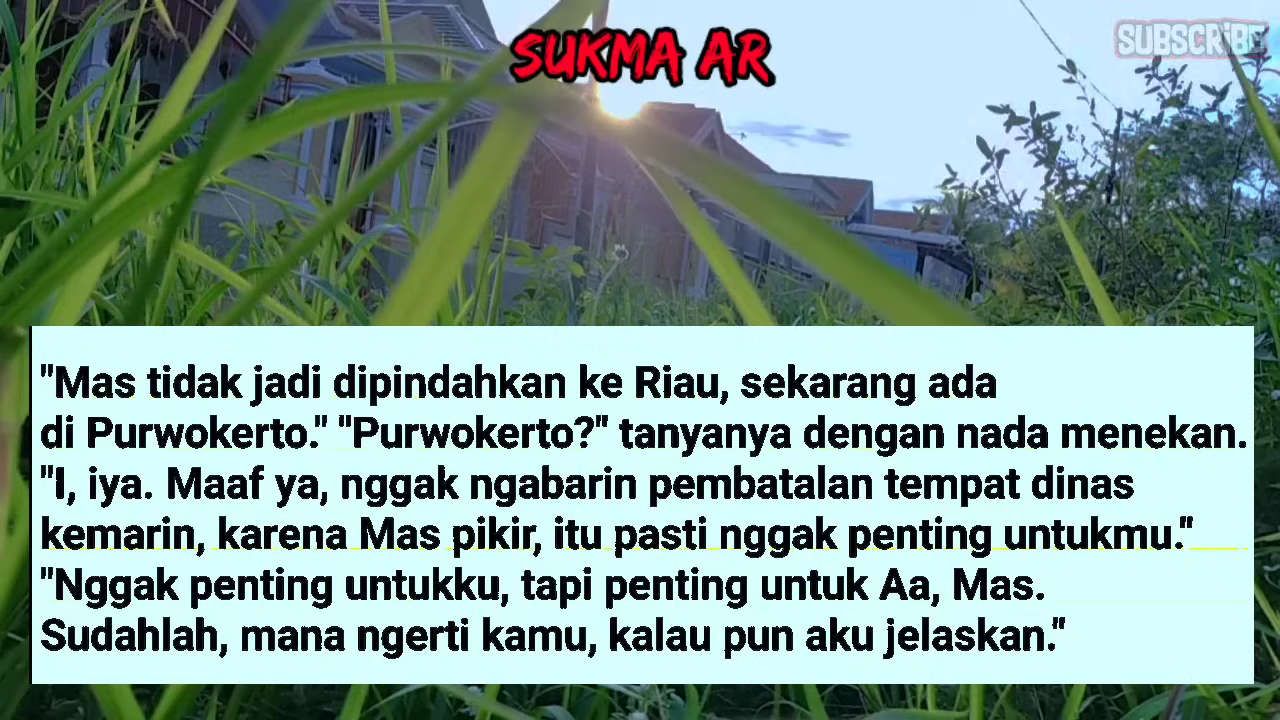 SUKMA AR
SUBSCRIBE
"Mas tidak jadi dipindahkan ke Riau, sekarang ada
di Purwokerto." "Purwokerto?" tanyanya dengan nada menekan.
"I, iya. Maaf ya, nggak ngabarin pembatalan tempat dinas
kemarin, karena Mas pikir, itu pasti nggak penting untukmu."
"Nggak penting untukku, tapi penting untuk Aa, Mas.
Sudahlah, mana ngerti kamu, kalau pun aku jelaskan."